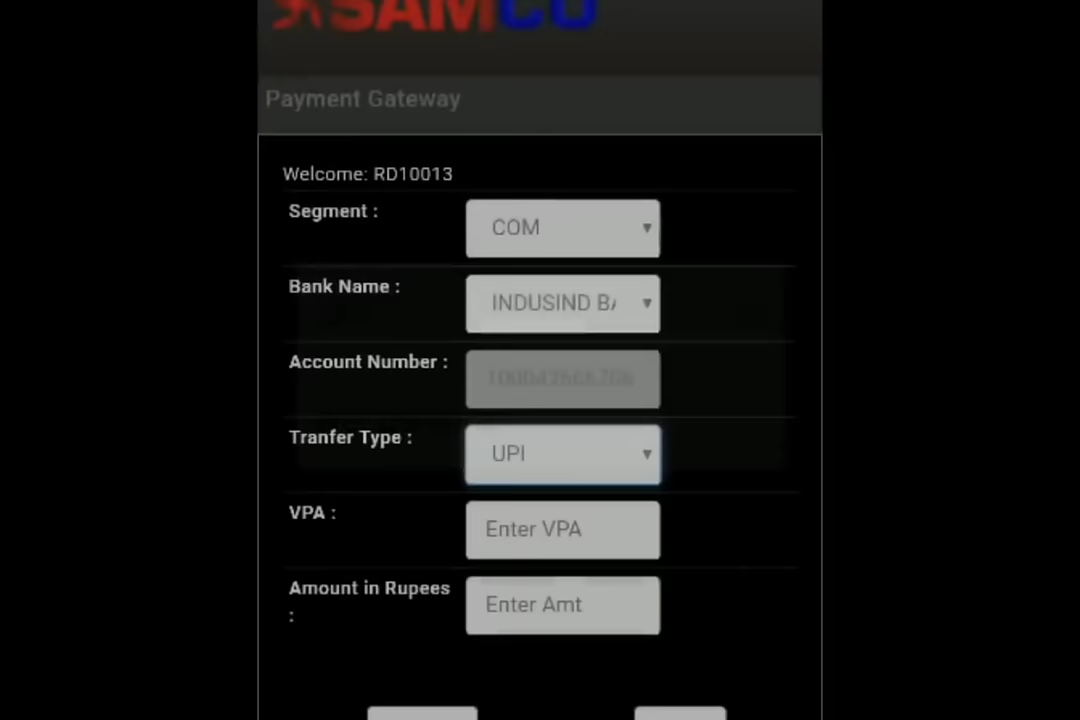 SAMCO
Payment Gateway
Welcome: RD10013
Segment :
COM
Bank Name :
INDUSIND BA
Account Number :
Tranfer Type :
UPI
VPA :
Enter VPA
Amount in Rupees
:
Enter Amt